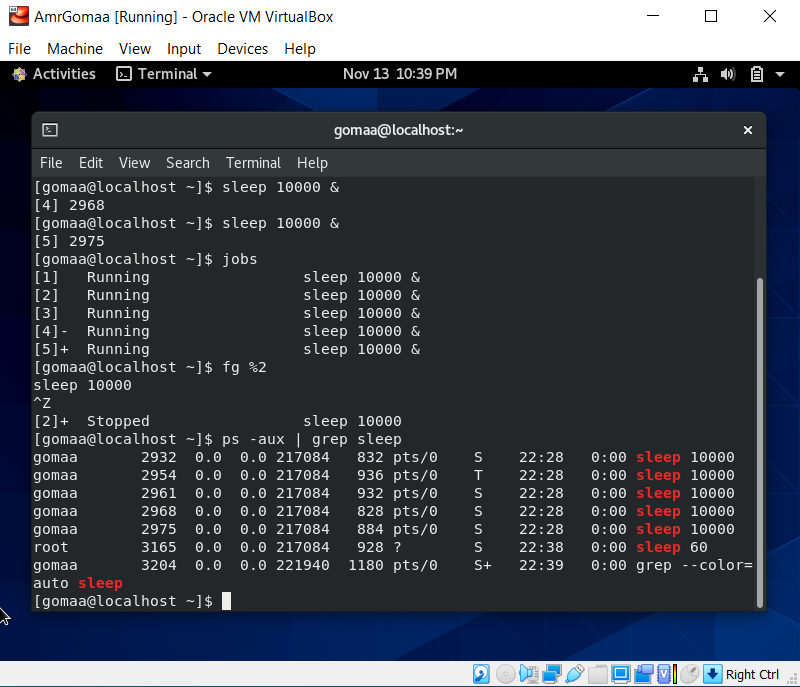 AmrGomaa [Running] - Oracle VM VirtualBox
File Machine View Input Devices Help
Activities Terminal Nov 13 10:39 PM
gomaa@localhost:~
File Edit View Search Terminal Help
[gomaa@localhost ~]$ sleep 10000 &
[4] 2968
[gomaa@localhost ~]$ sleep 10000 &
[5] 2975
[gomaa@localhost ~]$ jobs
[1]   Running                 sleep 10000 &
[2]   Running                 sleep 10000 &
[3]   Running                 sleep 10000 &
[4]-  Running                 sleep 10000 &
[5]+  Running                 sleep 10000 &
[gomaa@localhost ~]$ fg %2
sleep 10000
^Z
[2]+  Stopped                 sleep 10000
[gomaa@localhost ~]$ ps -aux | grep sleep
gomaa       2932  0.0  0.0 217084   832 pts/0    S    22:28   0:00 sleep 10000
gomaa       2954  0.0  0.0 217084   936 pts/0    T    22:28   0:00 sleep 10000
gomaa       2961  0.0  0.0 217084   932 pts/0    S    22:28   0:00 sleep 10000
gomaa       2968  0.0  0.0 217084   828 pts/0    S    22:28   0:00 sleep 10000
gomaa       2975  0.0  0.0 217084   884 pts/0    S    22:28   0:00 sleep 10000
root        3165  0.0  0.0 217084   928 ?        S    22:38   0:00 sleep 60
gomaa       3204  0.0  0.0 221940  1180 pts/0    S+   22:39   0:00 grep --color=
auto sleep
[gomaa@localhost ~]$
Right Ctrl